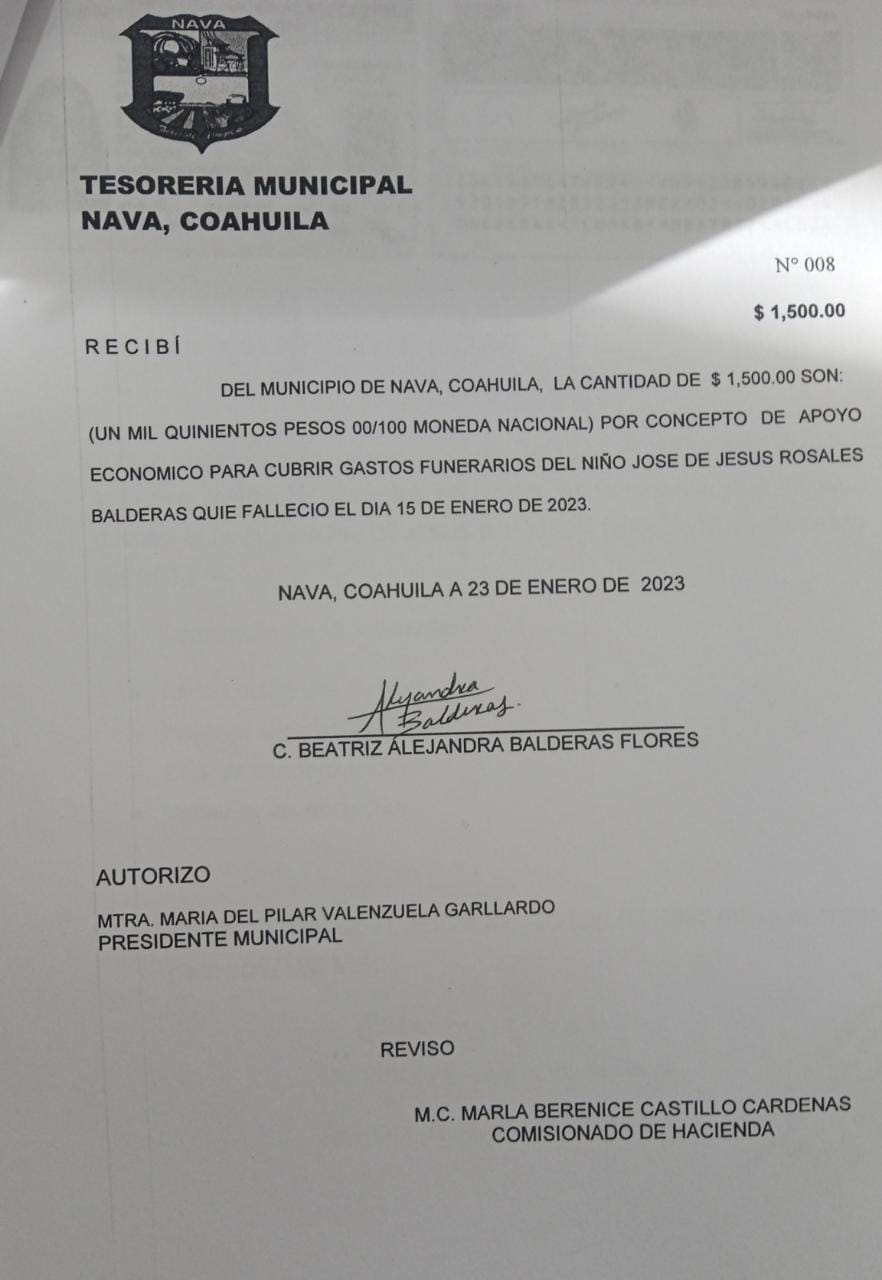 NAVA
TESORERIA MUNICIPAL
NAVA, COAHUILA
N° 008
$ 1,500.00
RECIBÍ
DEL MUNICIPIO DE NAVA, COAHUILA, LA CANTIDAD DE $ 1,500.00 SON:
(UN MIL QUINIENTOS PESOS 00/100 MONEDA NACIONAL) POR CONCEPTO DE APOYO
ECONOMICO PARA CUBRIR GASTOS FUNERARIOS DEL NIÑO JOSE DE JESUS ROSALES
BALDERAS QUIE FALLECIO EL DIA 15 DE ENERO DE 2023.
NAVA, COAHUILA A 23 DE ENERO DE 2023
Alejandra
Balderas.
C. BEATRIZ ALEJANDRA BALDERAS FLORES
AUTORIZO
MTRA. MARIA DEL PILAR VALENZUELA GARLLARDO
PRESIDENTE MUNICIPAL
REVISO
M.C. MARLA BERENICE CASTILLO CARDENAS
COMISIONADO DE HACIENDA